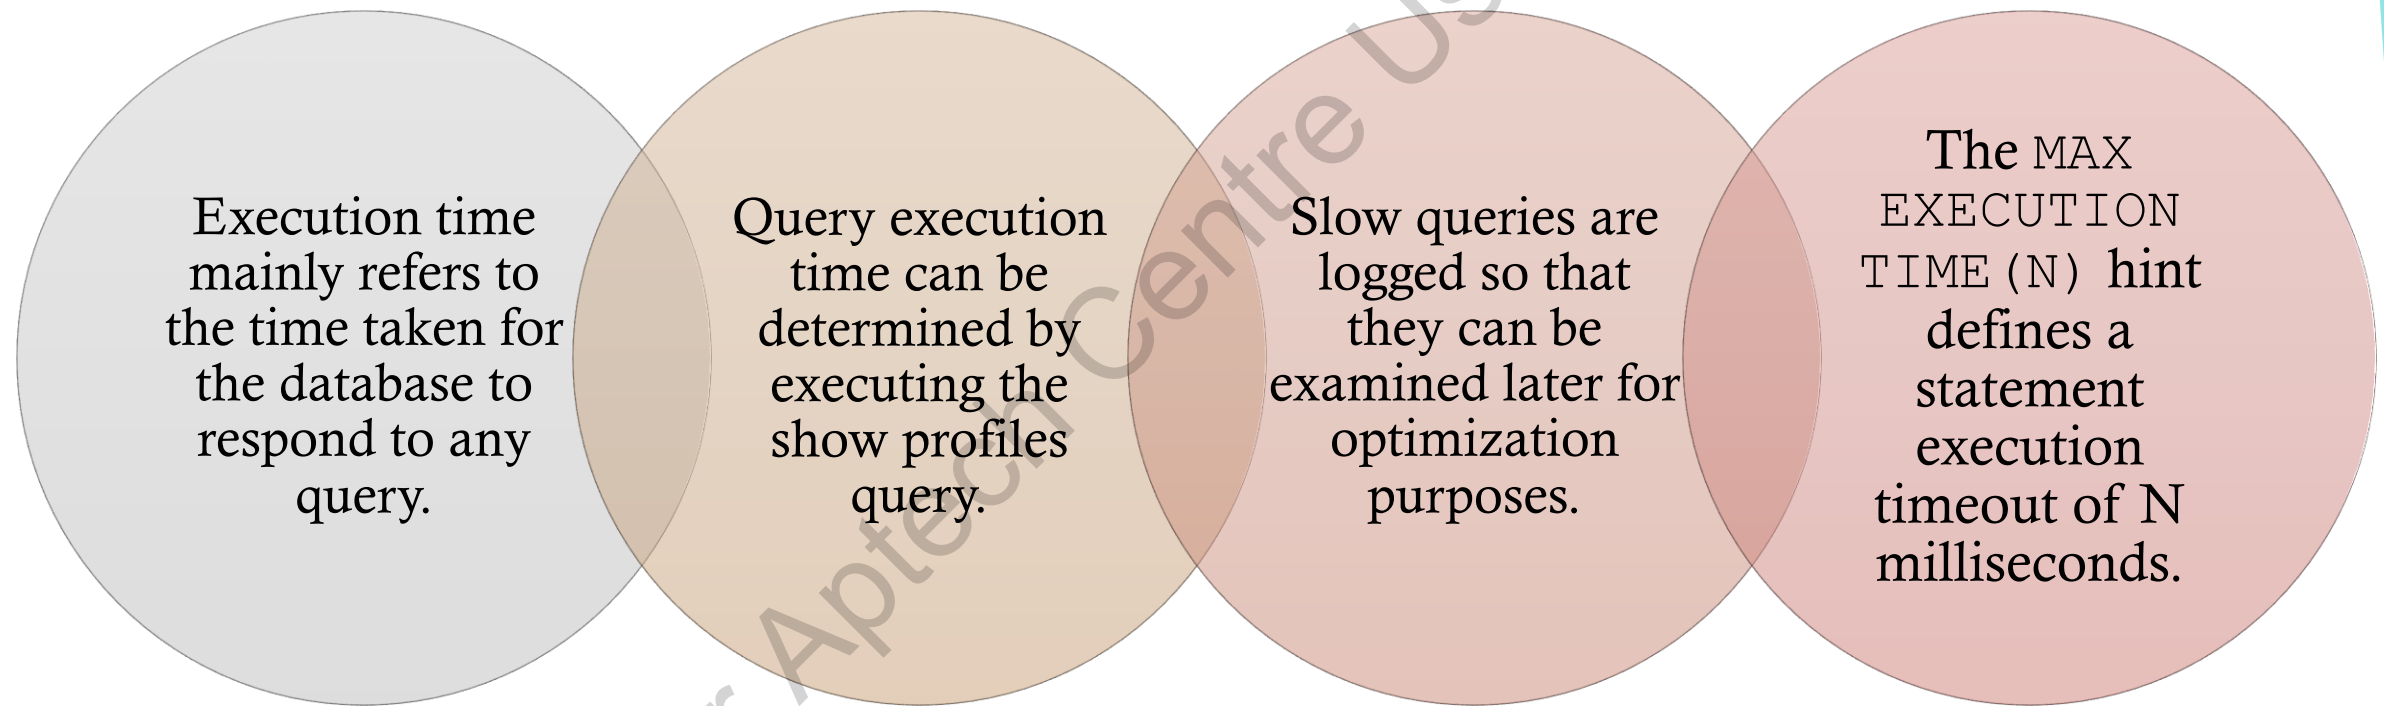 Execution time
mainly refers to
the time taken for
the database to
respond to any
query.
Query execution
time can be
determined by
executing the
show profiles
query.
Slow queries are
logged so that
they can be
examined later for
optimization
purposes.
The MAX
EXECUTION
TIME(N) hint
defines a
statement
execution
timeout of N
milliseconds.
Aptech Centre